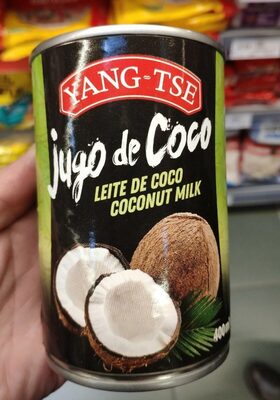 YANG-TSE
Jugo de Coco
LEITE DE COCO
COCONUT MILK